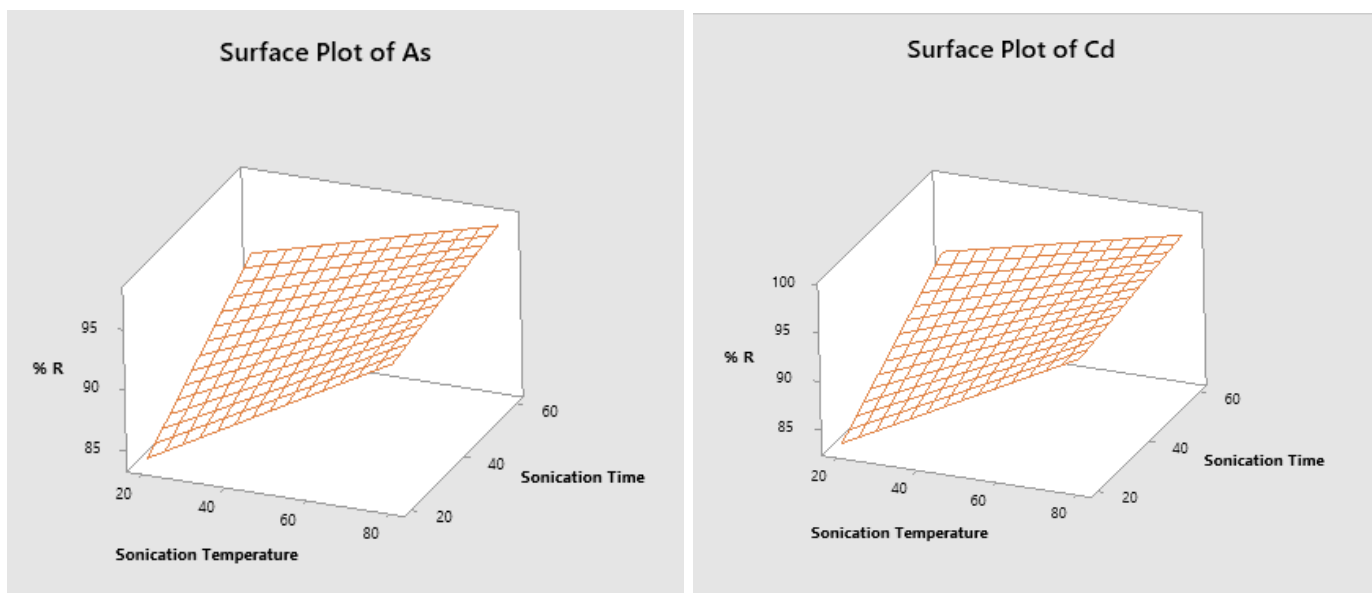 Surface Plot of As
95
90
85
% R
20
40
60
80
Sonication Temperature
20
40
60
Sonication Time
Surface Plot of Cd
100
95
90
85
% R
20
40
60
80
Sonication Temperature
20
40
60
Sonication Time